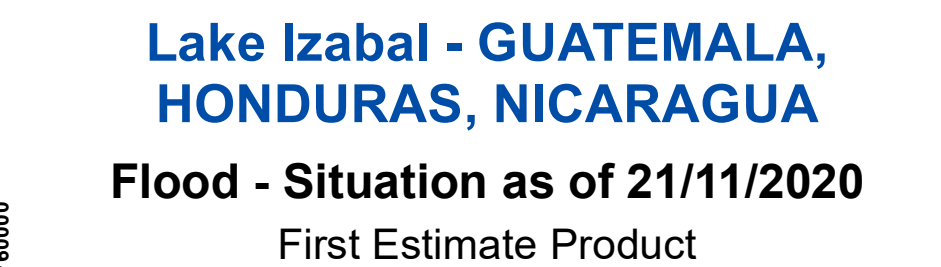 Lake Izabal - GUATEMALA,
HONDURAS, NICARAGUA
Flood - Situation as of 21/11/2020
First Estimate Product